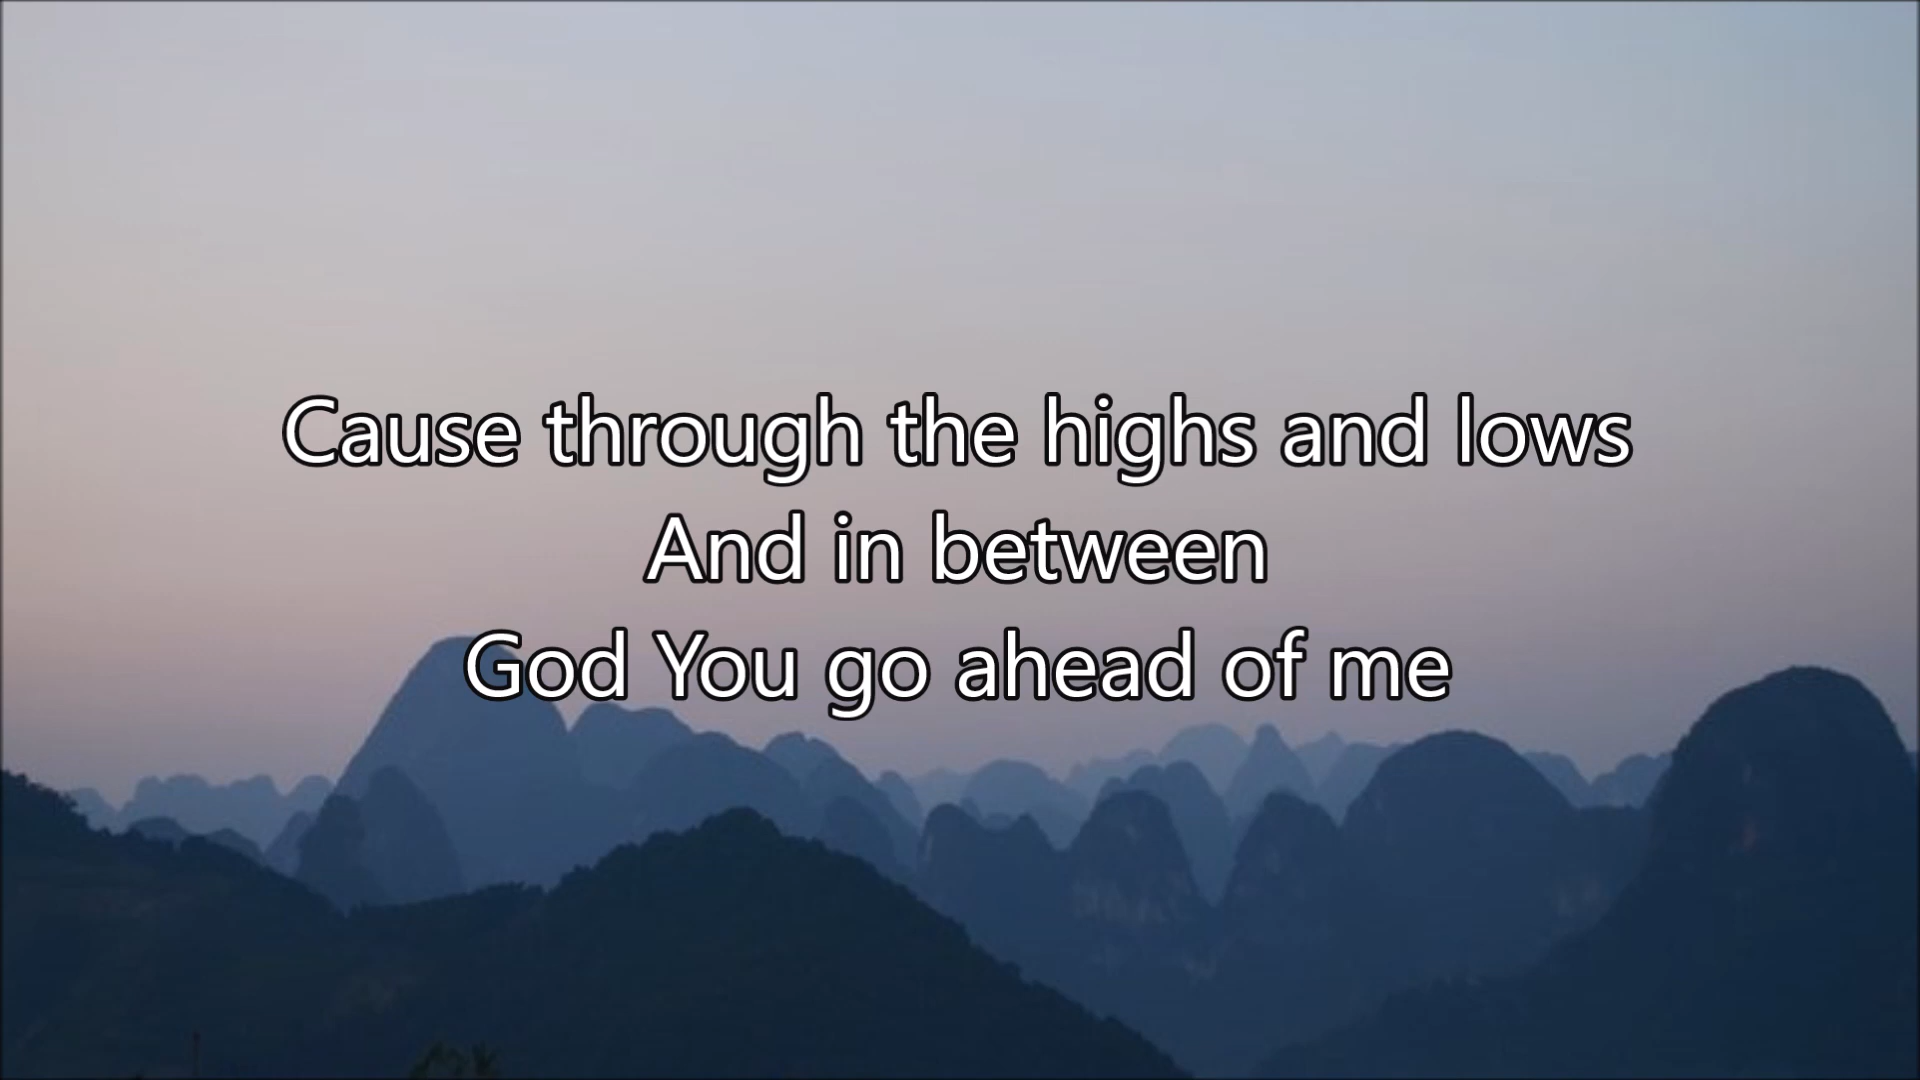 Cause through the highs and lows
And in between
God You go ahead of me